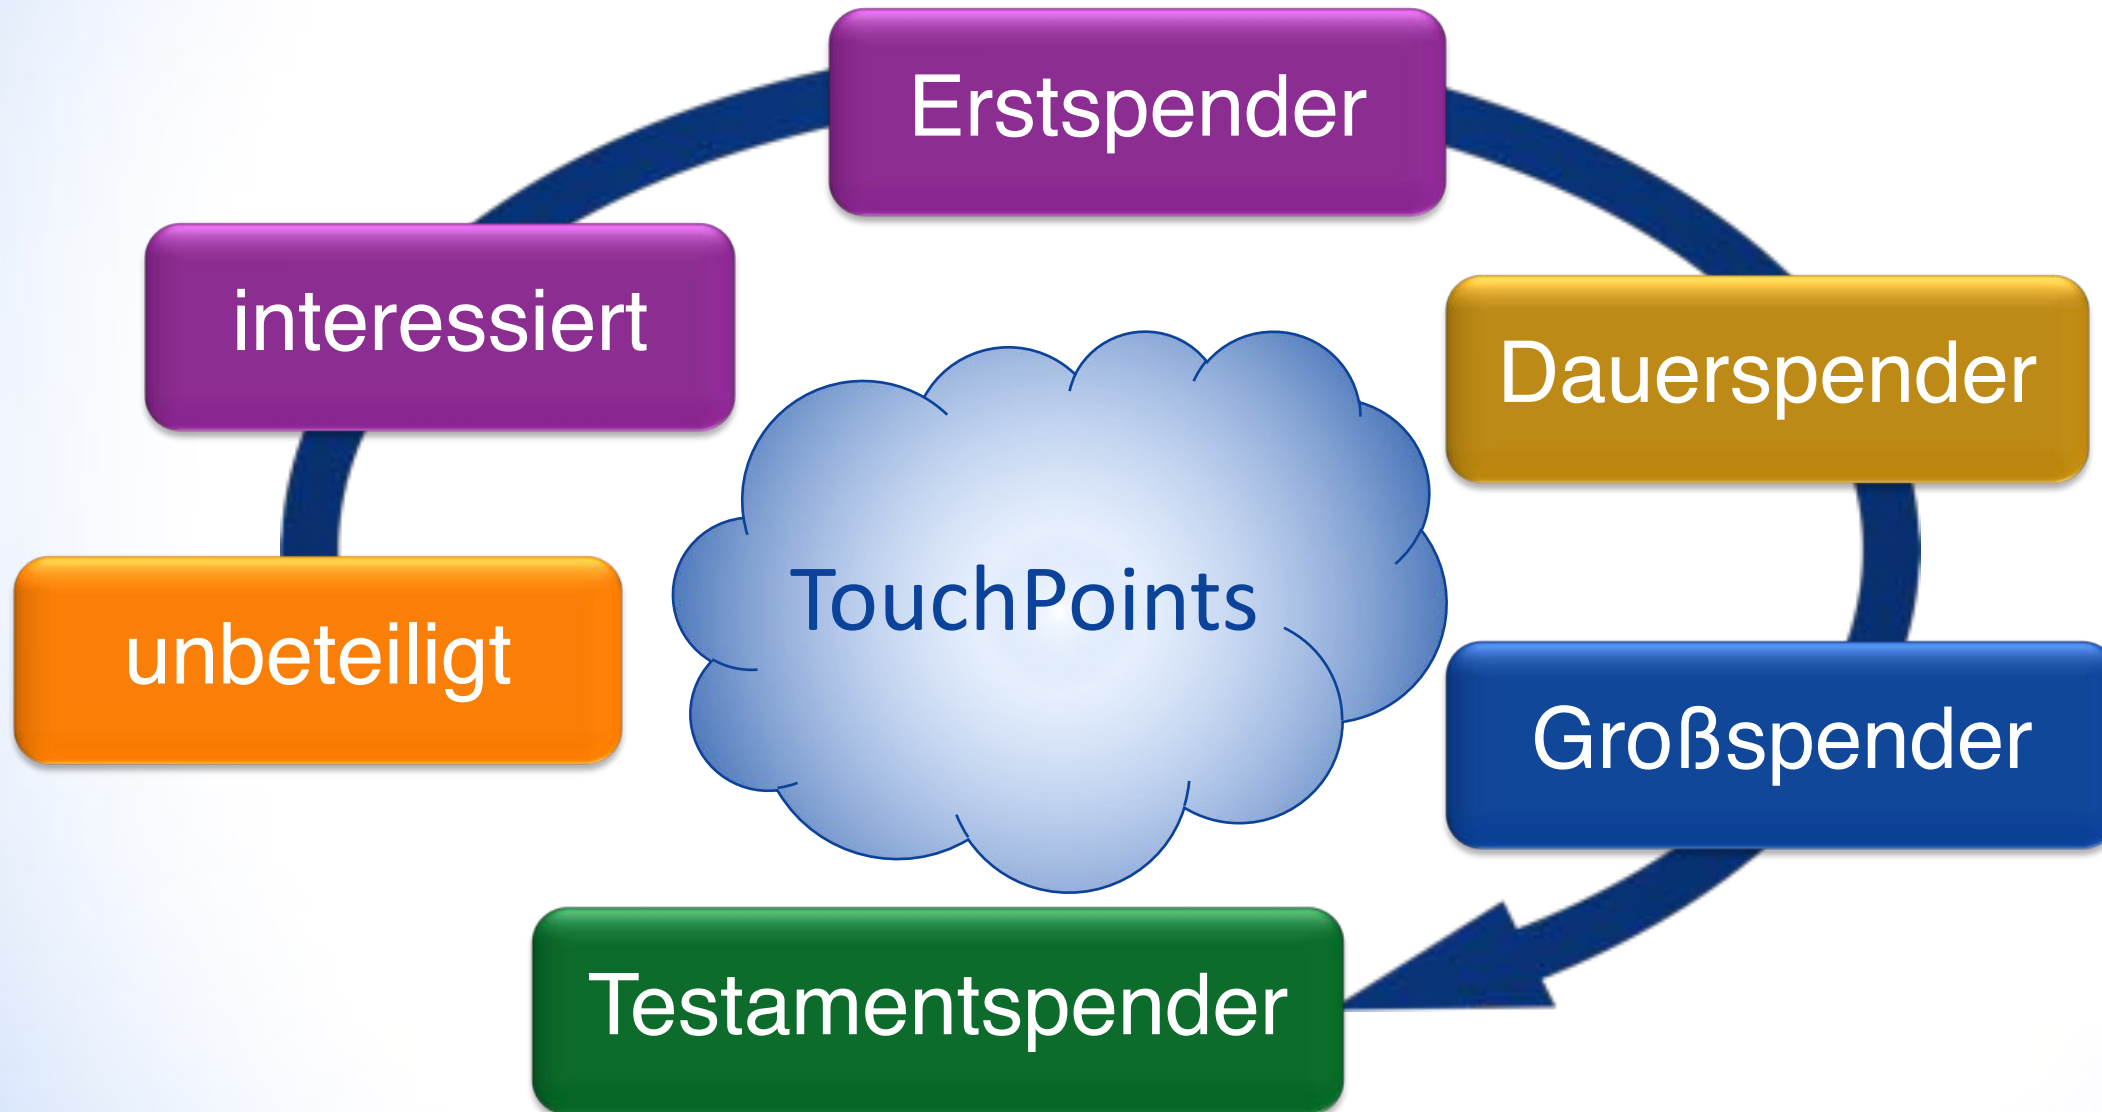 Erstspender
interessiert
Dauerspender
TouchPoints
unbeteiligt
Großspender
Testamentspender